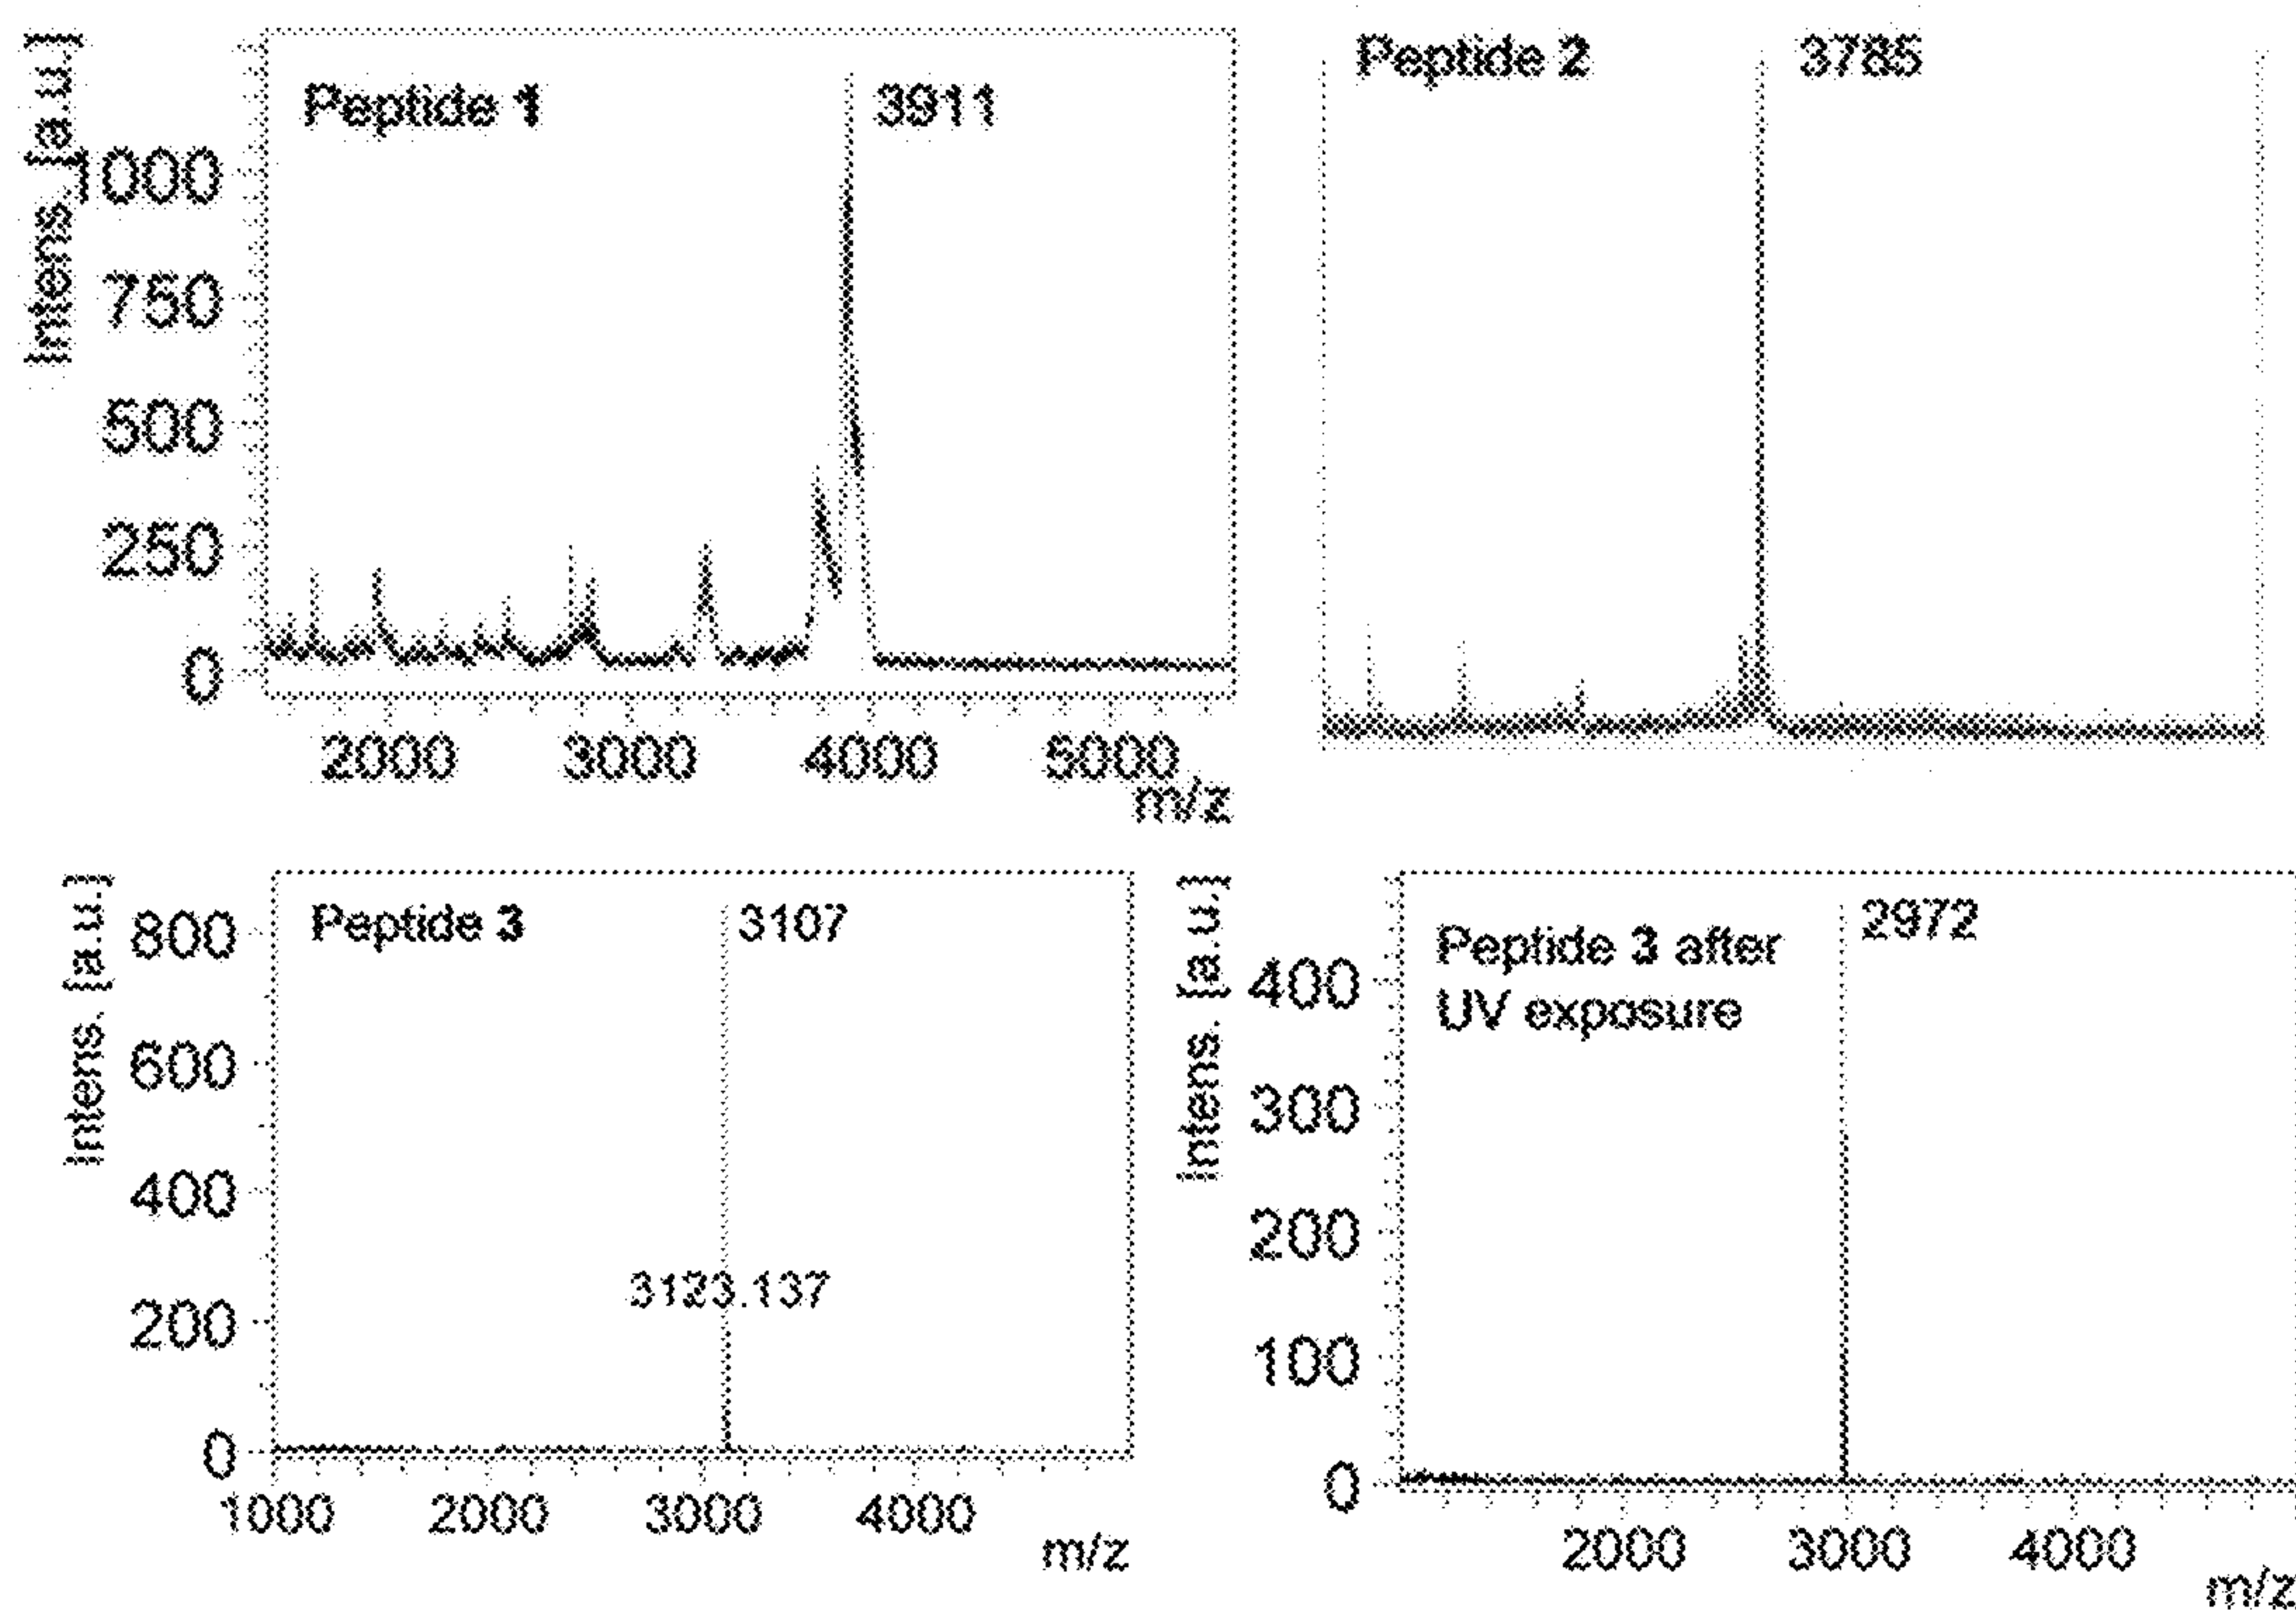 Intens. [a.u.]
Peptide 1
3911
1000
750
500
250
0
2000 3000 4000 5000
m/z
Peptide 2
3785
Intens. [a.u.]
Peptide 3
3107
3123.137
800
600
400
200
0
1000 2000 3000 4000
m/z
Intens. [a.u.]
Peptide 3 after
UV exposure
2972
400
300
200
100
0
2000 3000 4000
m/z